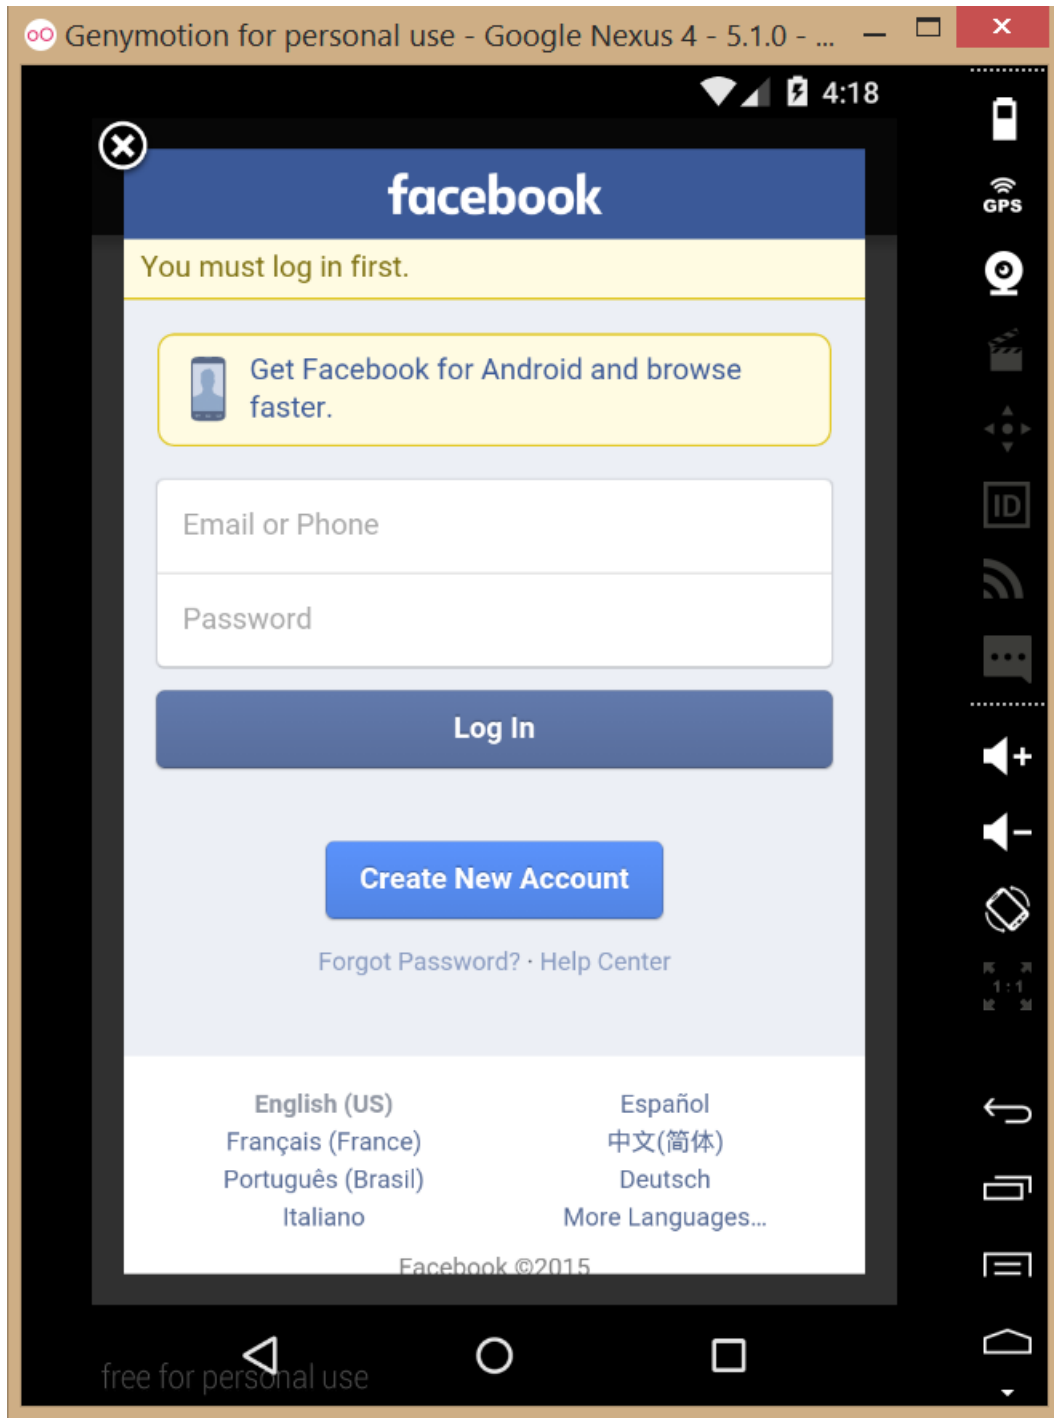 Genymotion for personal use - Google Nexus 4 - 5.1.0 - ...
4:18
facebook
GPS
You must log in first.
Get Facebook for Android and browse
faster.
Email or Phone
ID
Password
Log In
Create New Account
Forgot Password? · Help Center
1:1
English (US)
Español
Français (France)
中文(简体)
Português (Brasil)
Deutsch
Italiano
More Languages...
Facebook ©2015
free for personal use